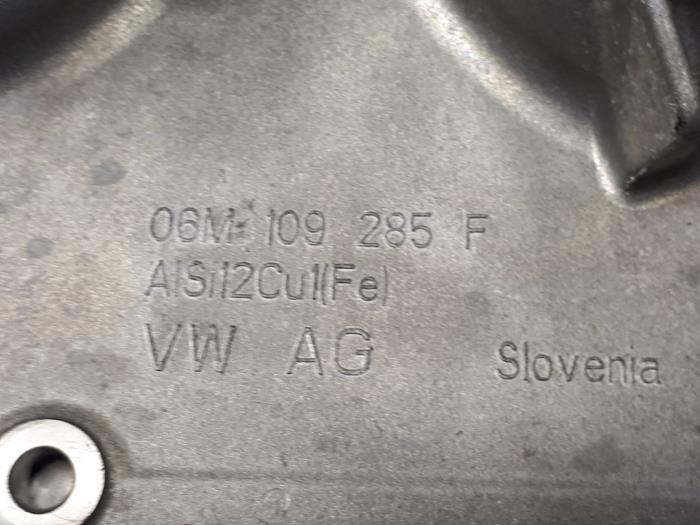 06M 109 285 F
AlSi12Cu1(Fe)
VW AG Slovenia